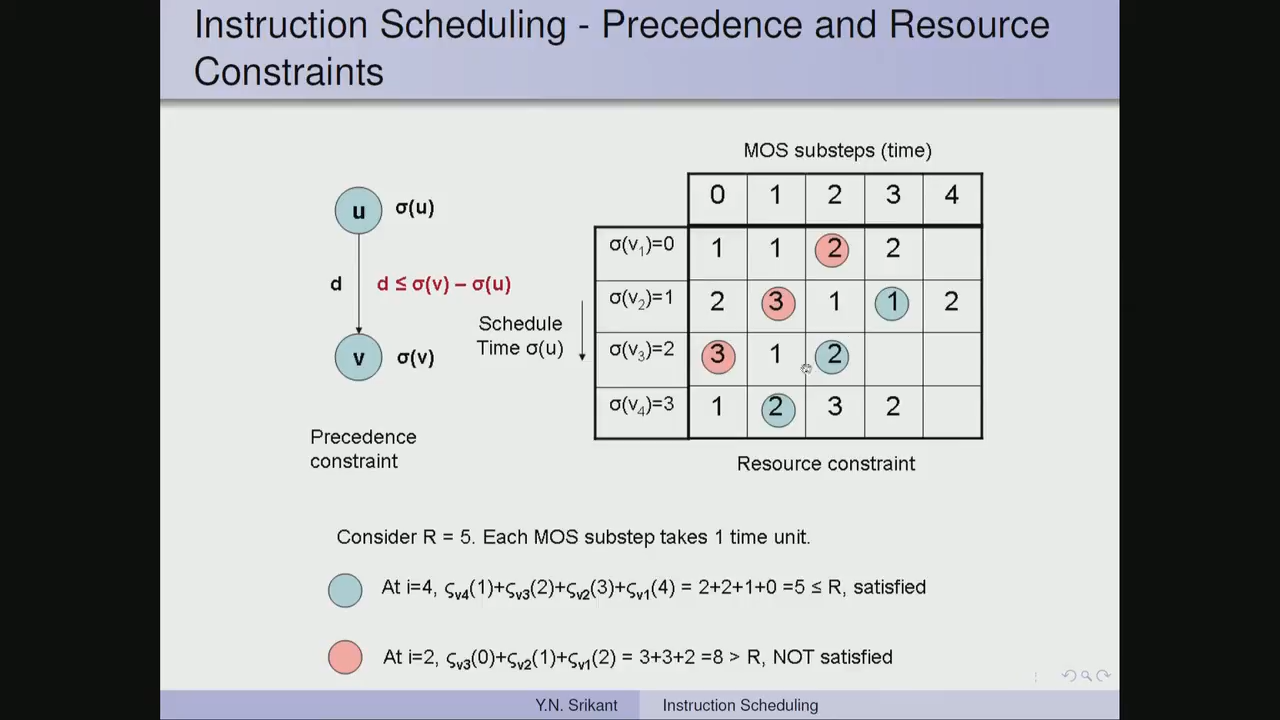 Instruction Scheduling - Precedence and Resource
Constraints
MOS substeps (time)
0 1 2 3 4
u σ(u)
σ(v₁)=0 1 1 2 2
d d ≤ σ(v) – σ(u)
σ(v₂)=1 2 3 1 1 2
Schedule
Time σ(u)
v σ(v)
σ(v₃)=2 3 1 2
σ(v₄)=3 1 2 3 2
Precedence
constraint
Resource constraint
Consider R = 5. Each MOS substep takes 1 time unit.
At i=4, ςv4(1)+ςv3(2)+ςv2(3)+ςv1(4) = 2+2+1+0 =5 ≤ R, satisfied
At i=2, ςv3(0)+ςv2(1)+ςv1(2) = 3+3+2 =8 > R, NOT satisfied
Y.N. Srikant Instruction Scheduling